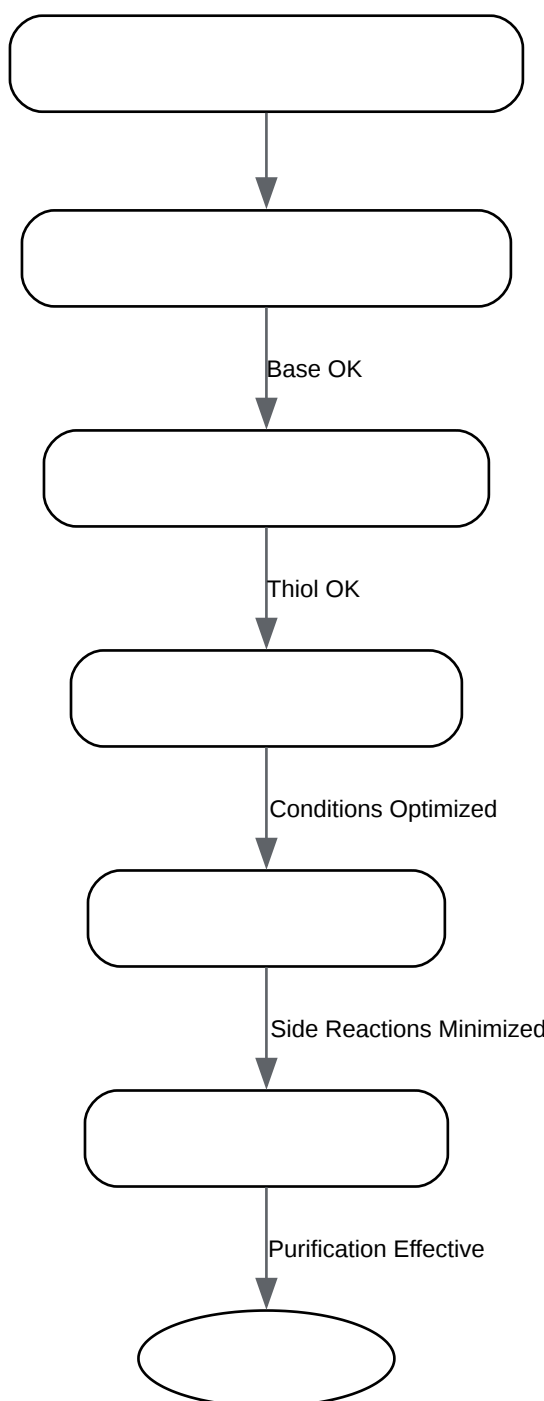 Base OK
Thiol OK
Conditions Optimized
Side Reactions Minimized
Purification Effective